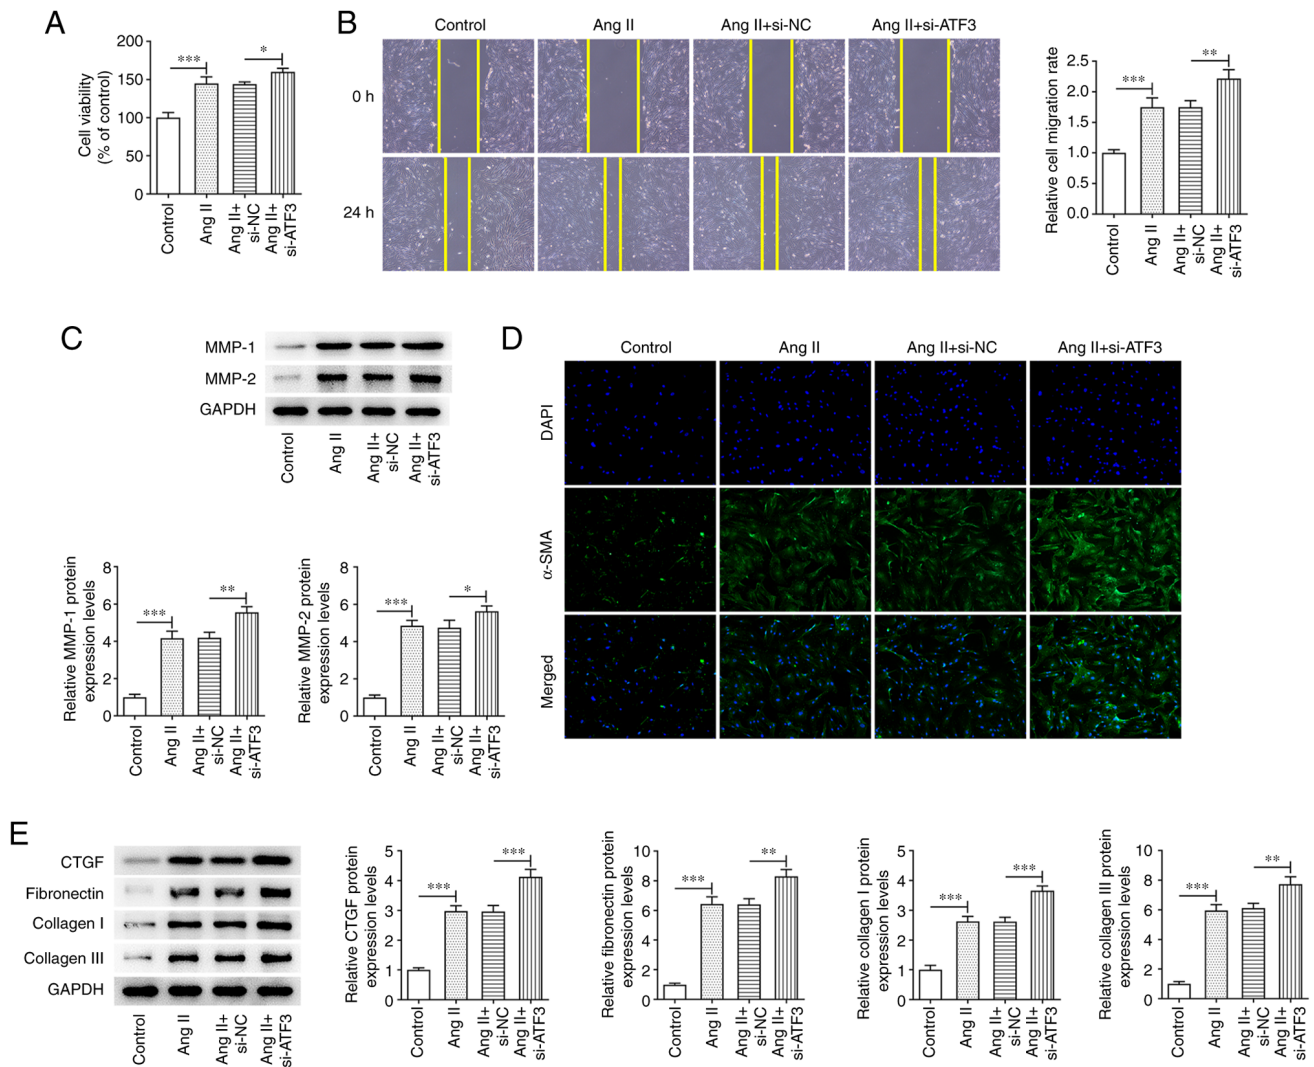 A
Cell viability
(% of control)
200
150
100
50
0
***
*
Control
Ang II
Ang II+
si-NC
Ang II+
si-ATF3
B
Control
Ang II
Ang II+si-NC
Ang II+si-ATF3
0 h
24 h
Relative cell migration rate
2.5
2.0
1.5
1.0
0.5
0.0
***
**
Control
Ang II
Ang II+
si-NC
Ang II+
si-ATF3
C
MMP-1
MMP-2
GAPDH
Control
Ang II
Ang II+
si-NC
Ang II+
si-ATF3
Relative MMP-1 protein
expression levels
8
6
4
2
0
***
**
Control
Ang II
Ang II+
si-NC
Ang II+
si-ATF3
Relative MMP-2 protein
expression levels
8
6
4
2
0
***
*
Control
Ang II
Ang II+
si-NC
Ang II+
si-ATF3
D
Control
Ang II
Ang II+si-NC
Ang II+si-ATF3
DAPI
α-SMA
Merged
E
CTGF
Fibronectin
Collagen I
Collagen III
GAPDH
Control
Ang II
Ang II+
si-NC
Ang II+
si-ATF3
Relative CTGF protein
expression levels
5
4
3
2
1
0
***
***
Control
Ang II
Ang II+
si-NC
Ang II+
si-ATF3
Relative fibronectin protein
expression levels
10
8
6
4
2
0
***
**
Control
Ang II
Ang II+
si-NC
Ang II+
si-ATF3
Relative collagen I protein
expression levels
5
4
3
2
1
0
***
***
Control
Ang II
Ang II+
si-NC
Ang II+
si-ATF3
Relative collagen III protein
expression levels
10
8
6
4
2
0
***
**
Control
Ang II
Ang II+
si-NC
Ang II+
si-ATF3